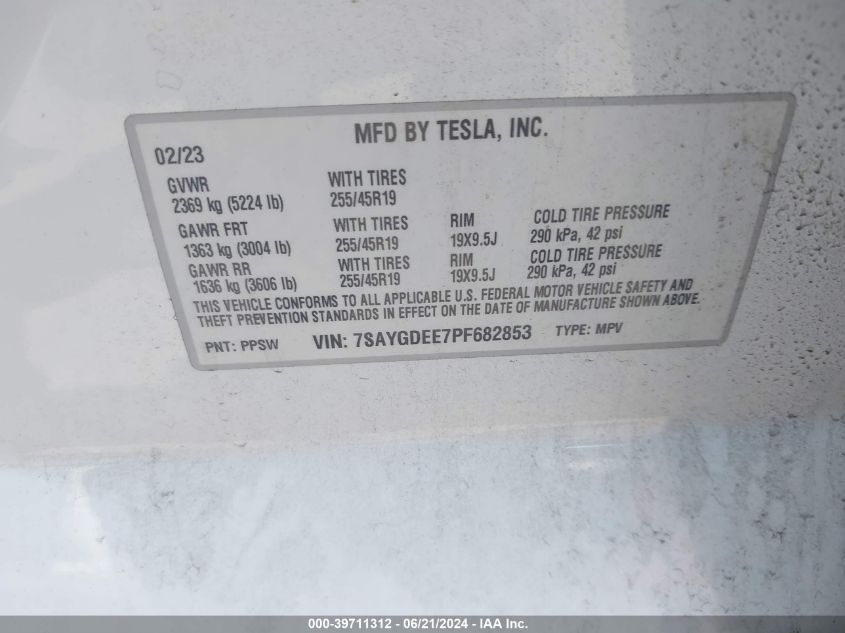 MFD BY TESLA, INC.
02/23
GVWR WITH TIRES
2369 kg (5224 lb) 255/45R19
GAWR FRT WITH TIRES RIM COLD TIRE PRESSURE
1363 kg (3004 lb) 255/45R19 19X9.5J 290 kPa, 42 psi
GAWR RR WITH TIRES RIM COLD TIRE PRESSURE
1636 kg (3606 lb) 255/45R19 19X9.5J 290 kPa, 42 psi
THIS VEHICLE CONFORMS TO ALL APPLICABLE U.S. FEDERAL MOTOR VEHICLE SAFETY AND
THEFT PREVENTION STANDARDS IN EFFECT ON THE DATE OF MANUFACTURE SHOWN ABOVE.
PNT: PPSW VIN: 7SAYGDEE7PF682853 TYPE: MPV
000-39711312 - 06/21/2024 - IAA Inc.